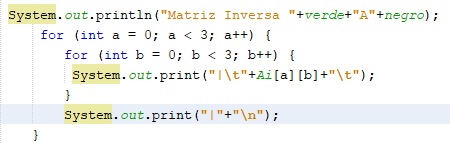 System.out.println("Matriz Inversa "+verde+"A"+negro);
for (int a = 0; a < 3; a++) {
for (int b = 0; b < 3; b++) {
System.out.print("|\t"+Ai[a][b]+"\t");
}
System.out.print("|"+"\n");
}